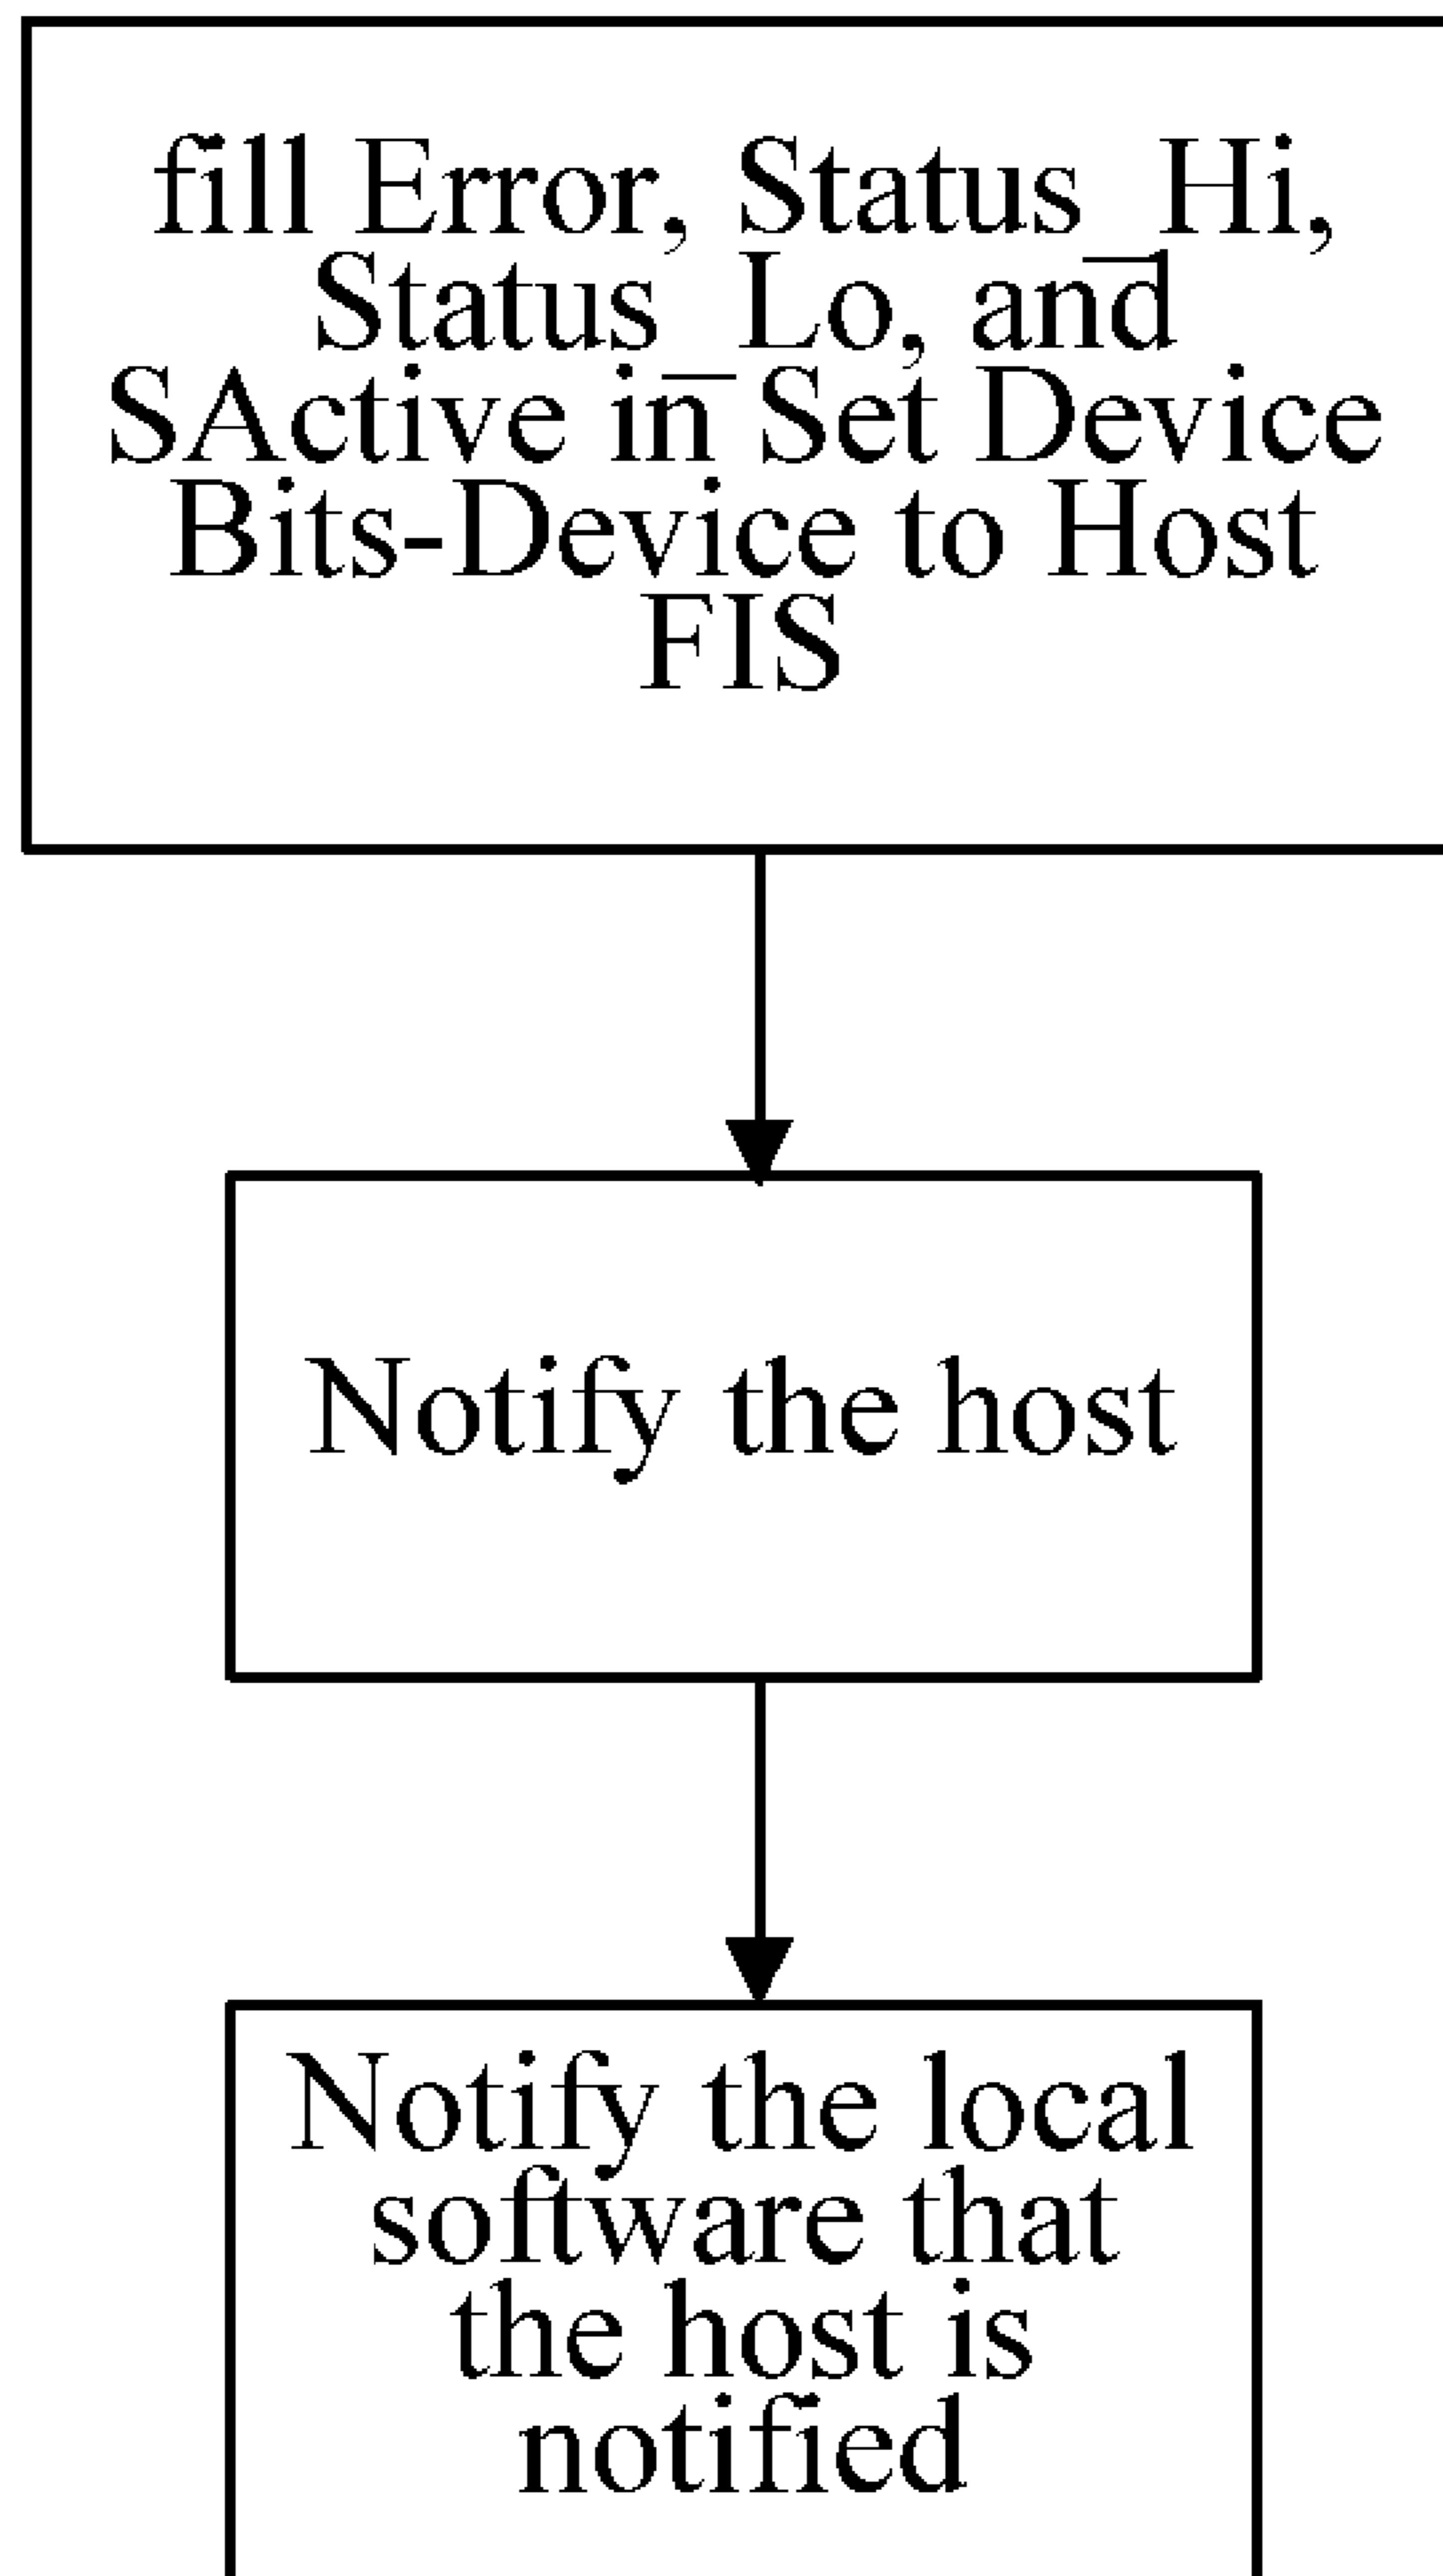 fill Error, Status_Hi,
Status_Lo, and
SActive in Set Device
Bits-Device to Host
FIS
Notify the host
Notify the local
software that
the host is
notified